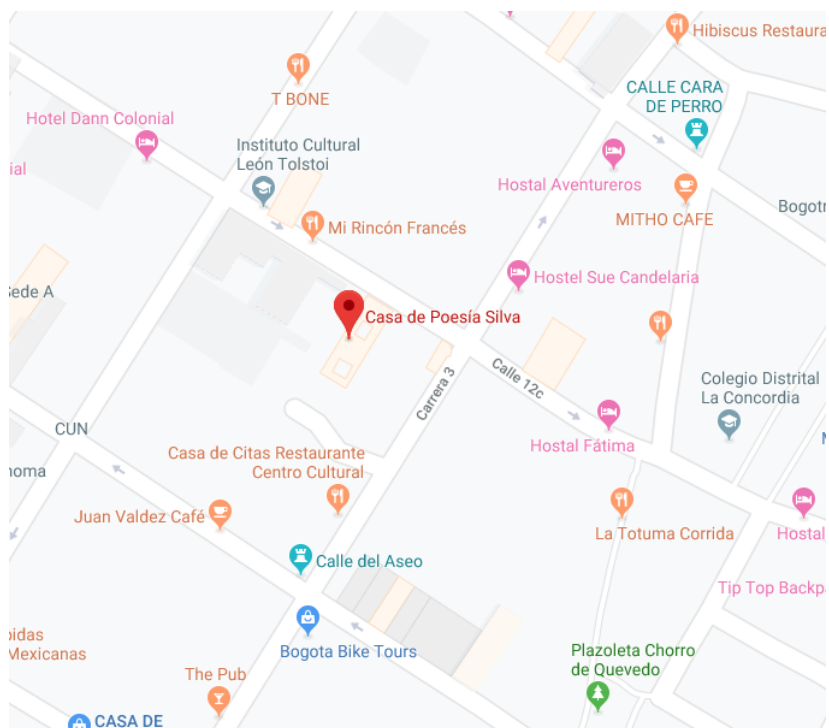 Hibiscus Restaura
T BONE
CALLE CARA
DE PERRO
Hotel Dann Colonial
Instituto Cultural
León Tolstoi
ial
Hostal Aventureros
Bogotr
MITHO CAFE
Mi Rincón Francés
Hostel Sue Candelaria
Sede A
Casa de Poesía Silva
Calle 12c
Carrera 3
Colegio Distrital
La Concordia
CUN
Hostal Fátima
Casa de Citas Restaurante
Centro Cultural
noma
Juan Valdez Café
La Totuma Corrida
Hostal
Calle del Aseo
Tip Top Backpa
Bogota Bike Tours
oidas
Mexicanas
Plazoleta Chorro
de Quevedo
The Pub
CASA DE